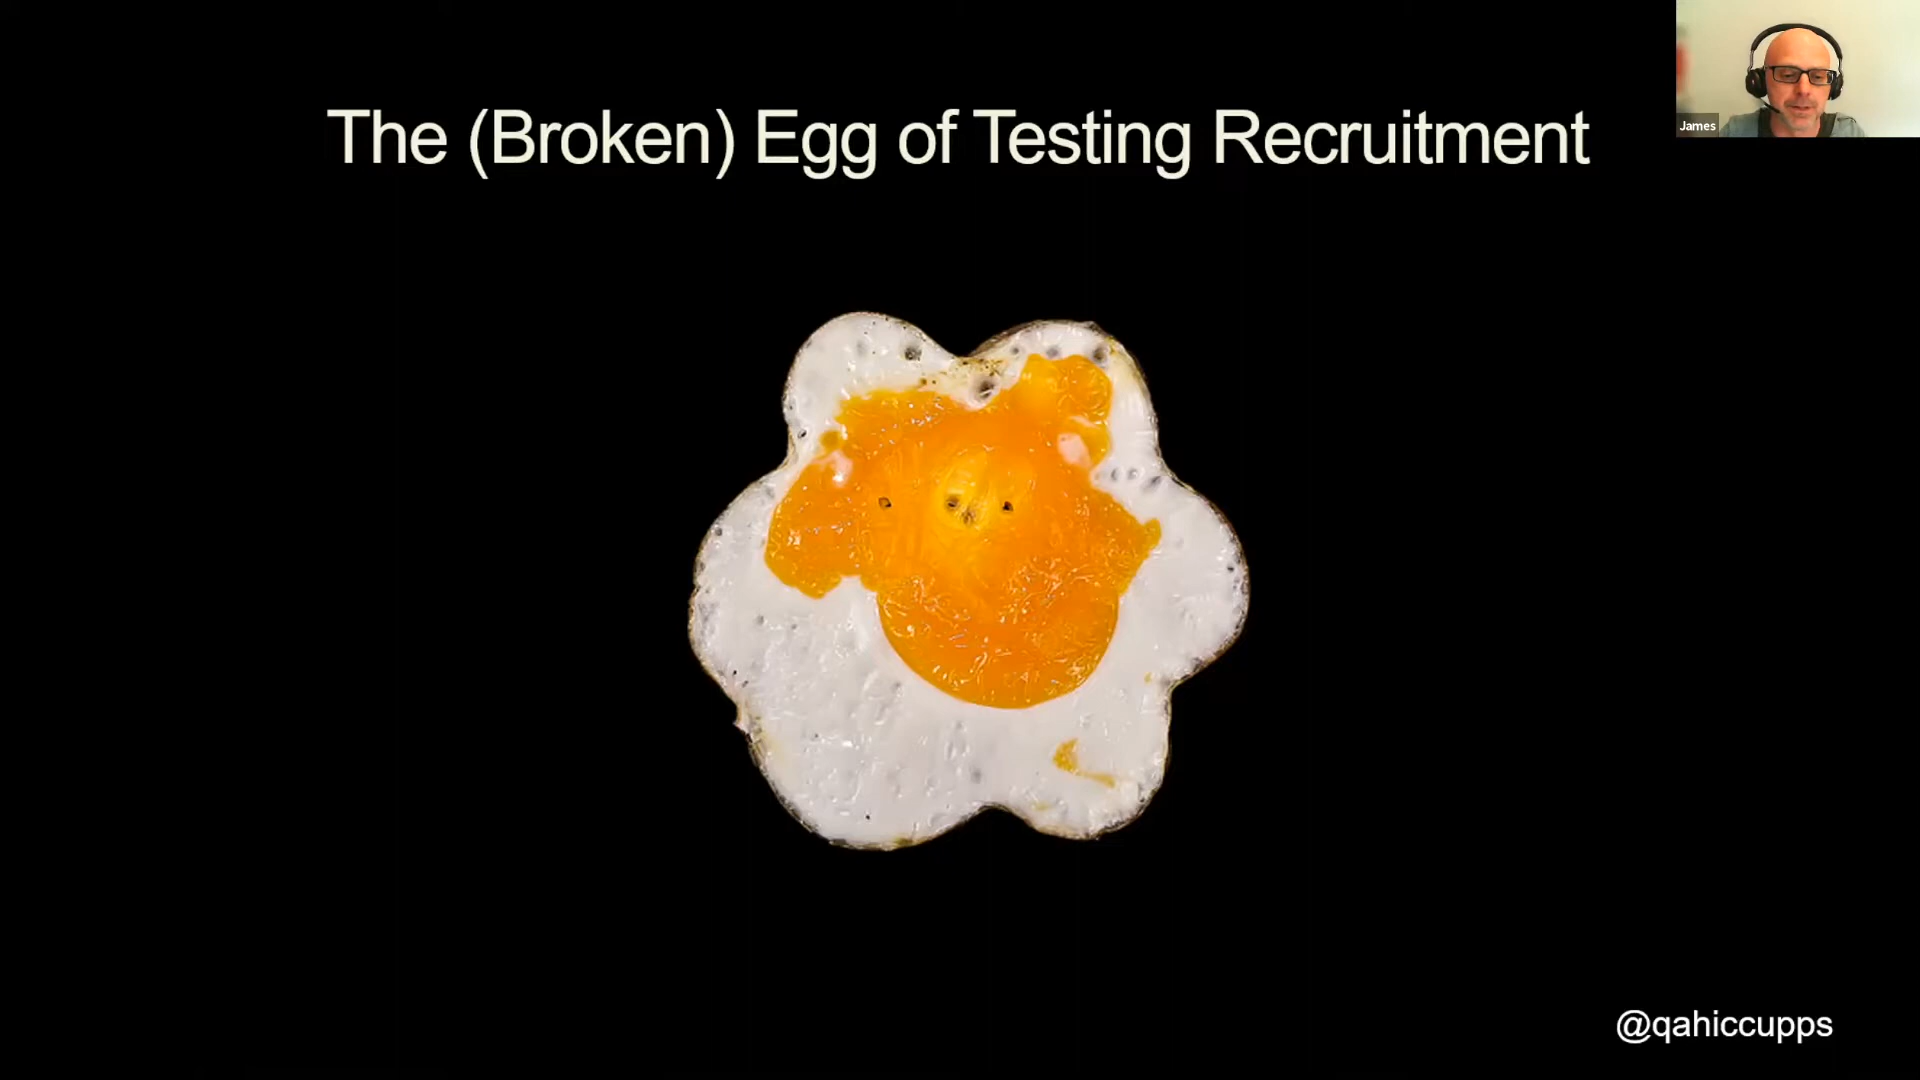 The (Broken) Egg of Testing Recruitment
James
@qahiccupps